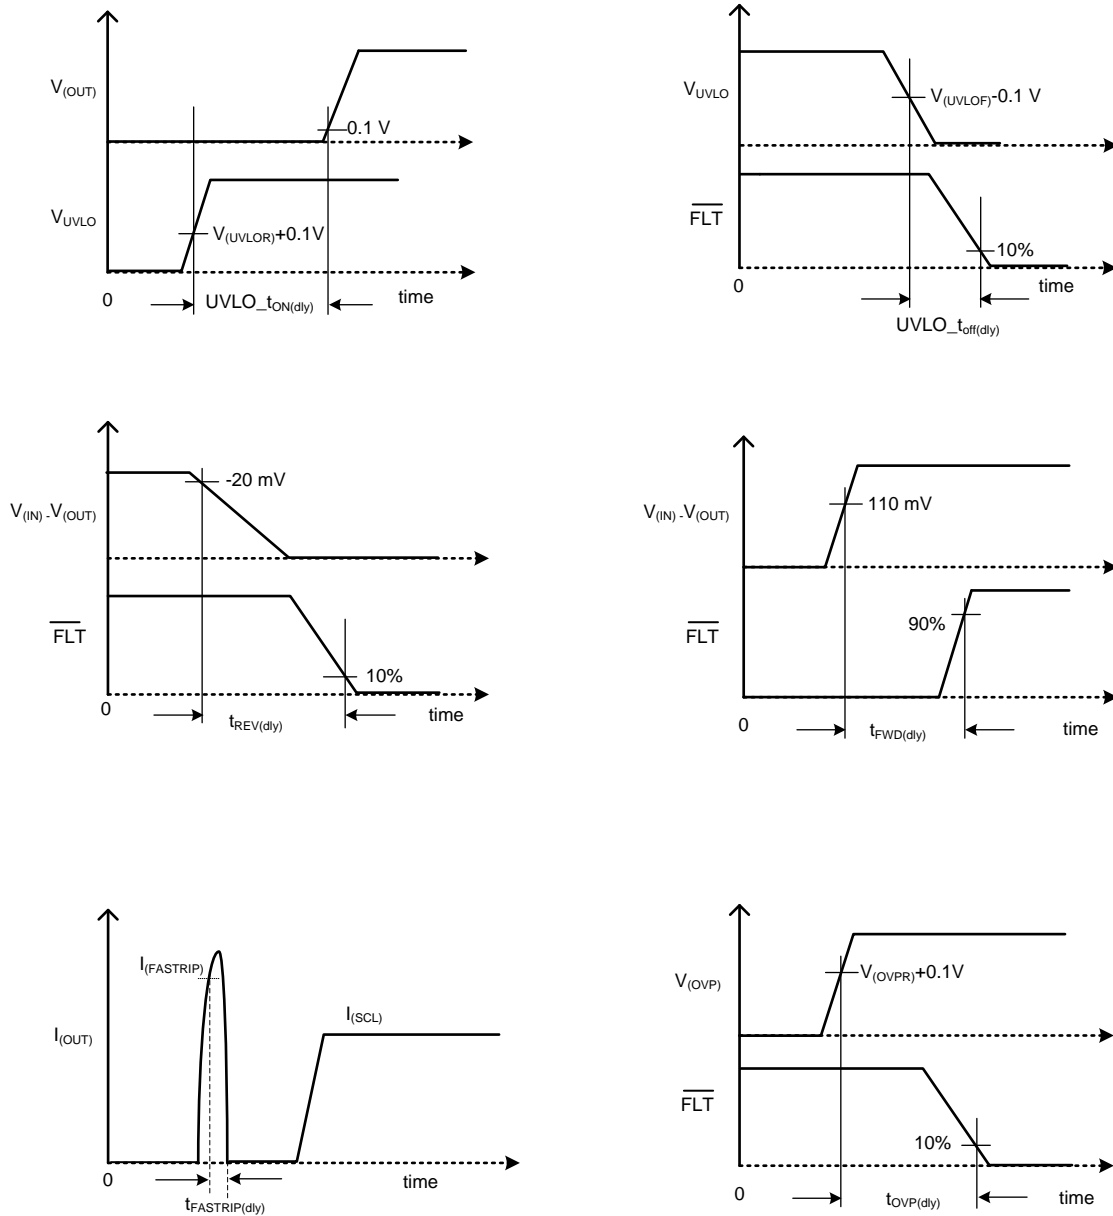 V(OUT)
0.1 V
VUVLO
V(UVLOR)+0.1V
0
UVLO_tON(dly)
time
VUVLO
V(UVLOF)-0.1 V
FLT
10%
0
time
UVLO_toff(dly)
-20 mV
V(IN) -V(OUT)
FLT
10%
0
tREV(dly)
time
110 mV
V(IN) -V(OUT)
FLT
90%
0
tFWD(dly)
time
I(FASTRIP)
I(SCL)
I(OUT)
0
time
tFASTRIP(dly)
V(OVP)
V(OVPR)+0.1V
FLT
10%
0
tOVP(dly)
time